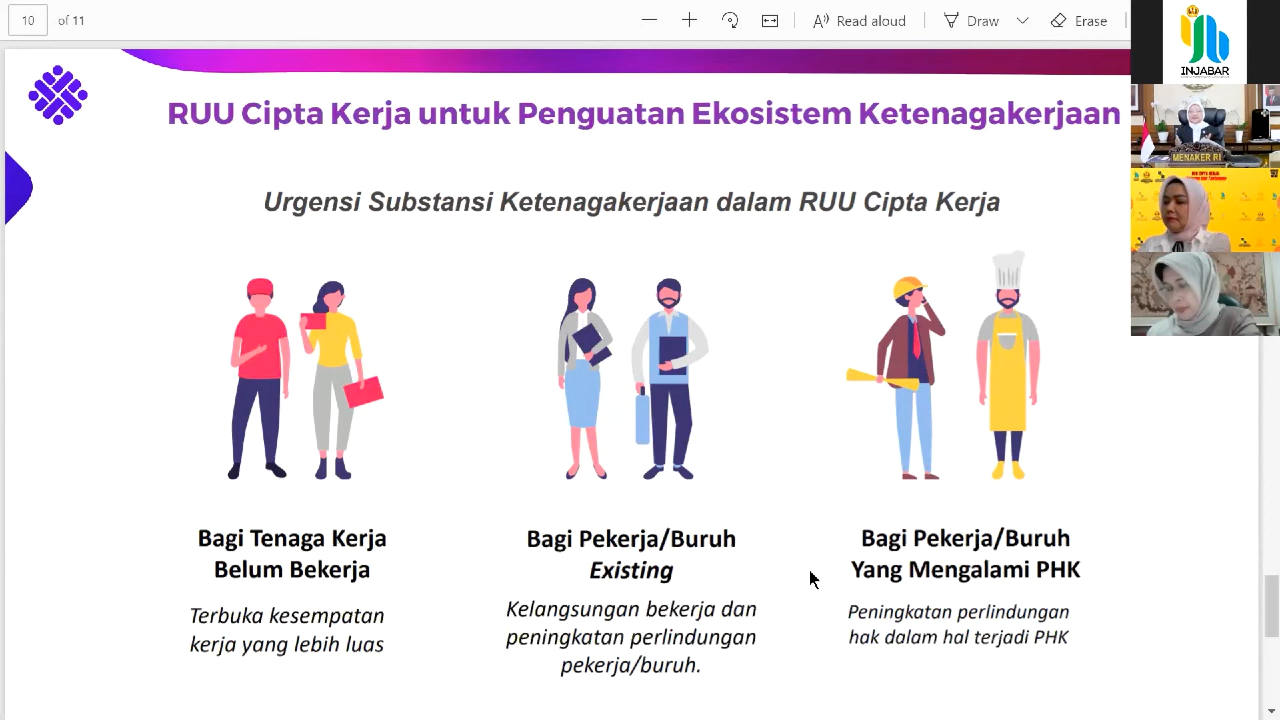 10 of 11
Read aloud
Draw
Erase
INJABAR
RUU Cipta Kerja untuk Penguatan Ekosistem Ketenagakerjaan
MENAKER RI
Urgensi Substansi Ketenagakerjaan dalam RUU Cipta Kerja
Bagi Tenaga Kerja
Belum Bekerja
Terbuka kesempatan
kerja yang lebih luas
Bagi Pekerja/Buruh
Existing
Kelangsungan bekerja dan
peningkatan perlindungan
pekerja/buruh.
Bagi Pekerja/Buruh
Yang Mengalami PHK
Peningkatan perlindungan
hak dalam hal terjadi PHK